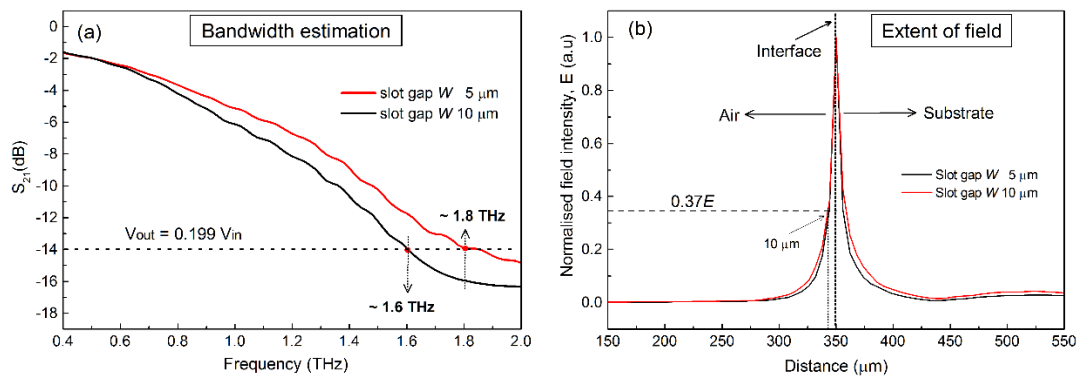 (a)
Bandwidth estimation
slot gap W 5 μm
slot gap W 10 μm
S21(dB)
-2
0
-4
-6
-8
-10
-12
-14
-16
-18
Vout = 0.199 Vin
~ 1.8 THz
~ 1.6 THz
0.4 0.6 0.8 1.0 1.2 1.4 1.6 1.8 2.0
Frequency (THz)
(b)
Extent of field
Interface
Air
Substrate
Slot gap W 5 μm
Slot gap W 10 μm
0.37E
10 μm
Normalised field intensity, E (a.u)
1.0
0.8
0.6
0.4
0.2
0.0
150 200 250 300 350 400 450 500 550
Distance (μm)